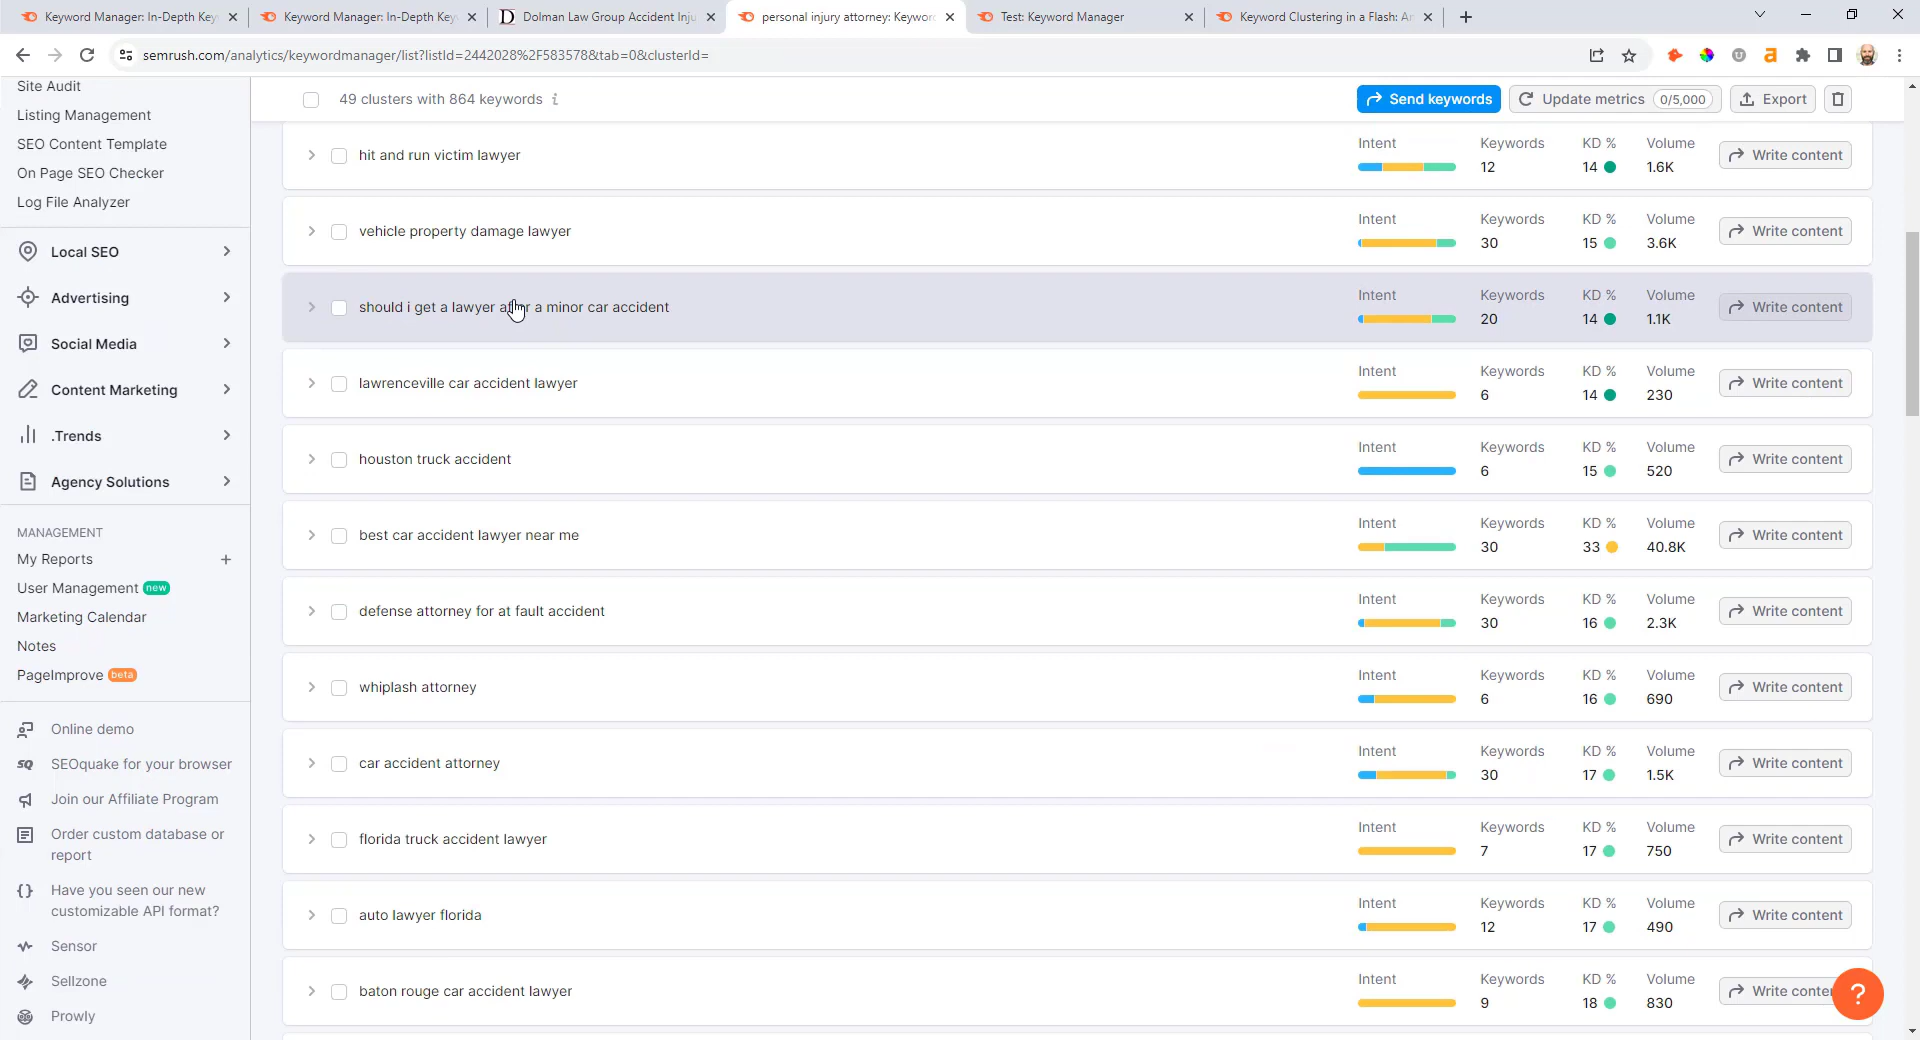 Keyword Manager: In-Depth Key
Keyword Manager: In-Depth Key
Dolman Law Group Accident Inju
personal injury attorney: Keyword
Test: Keyword Manager
Keyword Clustering in a Flash: An
semrush.com/analytics/keywordmanager/list?listId=2442028%2F583578&tab=0&clusterId=
Site Audit
Listing Management
SEO Content Template
On Page SEO Checker
Log File Analyzer
Local SEO
Advertising
Social Media
Content Marketing
.Trends
Agency Solutions
MANAGEMENT
My Reports +
User Management new
Marketing Calendar
Notes
PageImprove beta
Online demo
SEOquake for your browser
Join our Affiliate Program
Order custom database or
report
Have you seen our new
customizable API format?
Sensor
Sellzone
Prowly
49 clusters with 864 keywords i
Send keywords
Update metrics 0/5,000
Export
hit and run victim lawyer
Intent Keywords KD % Volume
12 14 1.6K
Write content
vehicle property damage lawyer
Intent Keywords KD % Volume
30 15 3.6K
Write content
should i get a lawyer after a minor car accident
Intent Keywords KD % Volume
20 14 1.1K
Write content
lawrenceville car accident lawyer
Intent Keywords KD % Volume
6 14 230
Write content
houston truck accident
Intent Keywords KD % Volume
6 15 520
Write content
best car accident lawyer near me
Intent Keywords KD % Volume
30 33 40.8K
Write content
defense attorney for at fault accident
Intent Keywords KD % Volume
30 16 2.3K
Write content
whiplash attorney
Intent Keywords KD % Volume
6 16 690
Write content
car accident attorney
Intent Keywords KD % Volume
30 17 1.5K
Write content
florida truck accident lawyer
Intent Keywords KD % Volume
7 17 750
Write content
auto lawyer florida
Intent Keywords KD % Volume
12 17 490
Write content
baton rouge car accident lawyer
Intent Keywords KD % Volume
9 18 830
Write conte
?